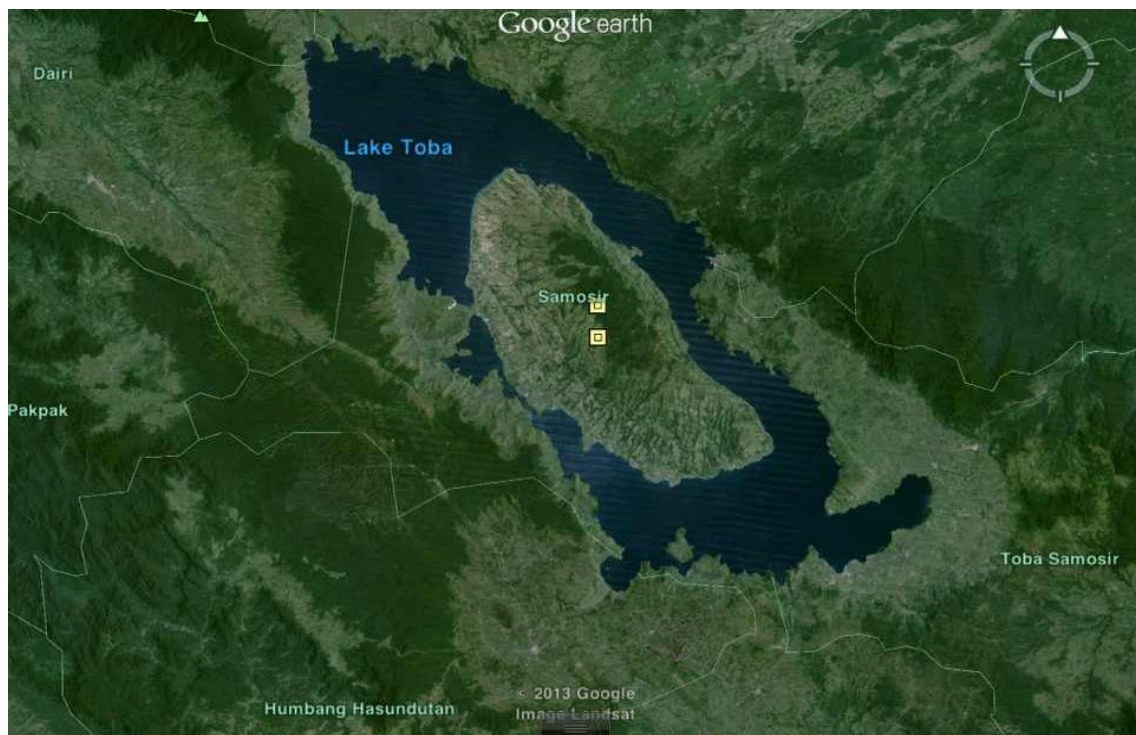 Google earth
Dairi
Lake Toba
Samosir
Pakpak
Toba Samosir
Humbang Hasundutan
© 2013 Google
Image Landsat